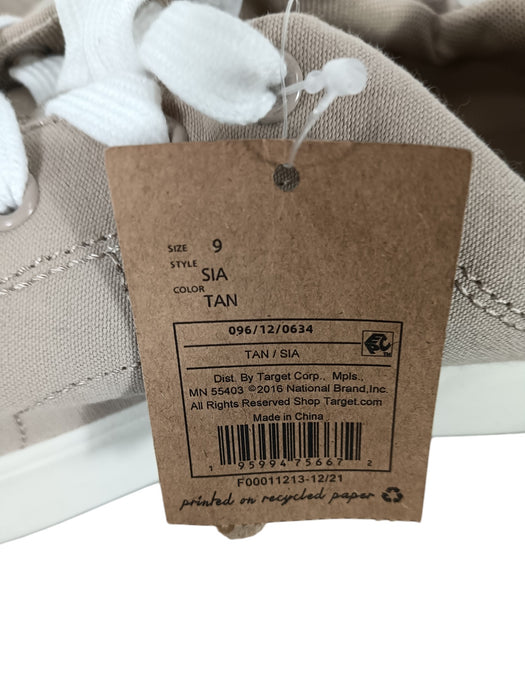 SIZE 9
STYLE SIA
COLOR TAN
096/12/0634
TAN / SIA
Dist. By Target Corp., Mpls.,
MN 55403 ©2016 National Brand,Inc.
All Rights Reserved Shop Target.com
Made in China
1 95994 75667 2
F00011213-12/21
printed on recycled paper